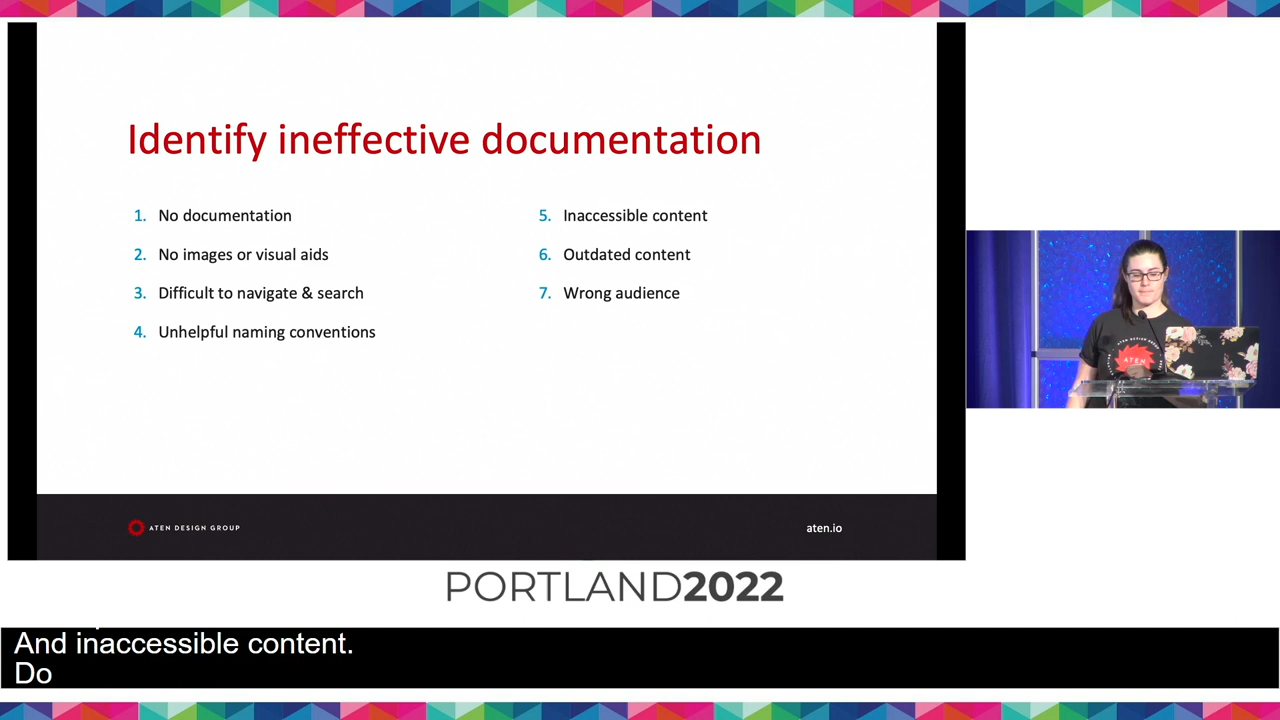 Identify ineffective documentation
1. No documentation
2. No images or visual aids
3. Difficult to navigate & search
4. Unhelpful naming conventions
5. Inaccessible content
6. Outdated content
7. Wrong audience
ATEN DESIGN GROUP
aten.io
ATEN
PORTLAND2022
And inaccessible content.
Do